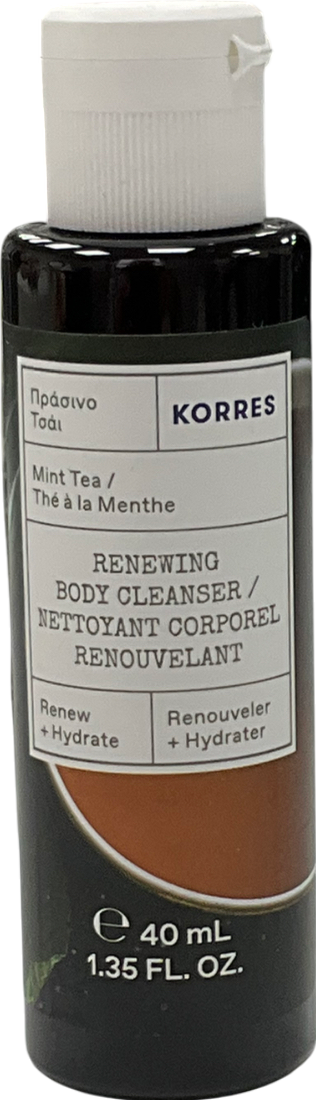 Πράσινο
Τσάι
KORRES
Mint Tea /
Thé à la Menthe
RENEWING
BODY CLEANSER /
NETTOYANT CORPOREL
RENOUVELANT
Renew
+ Hydrate
Renouveler
+ Hydrater
℮ 40 mL
1.35 FL. OZ.